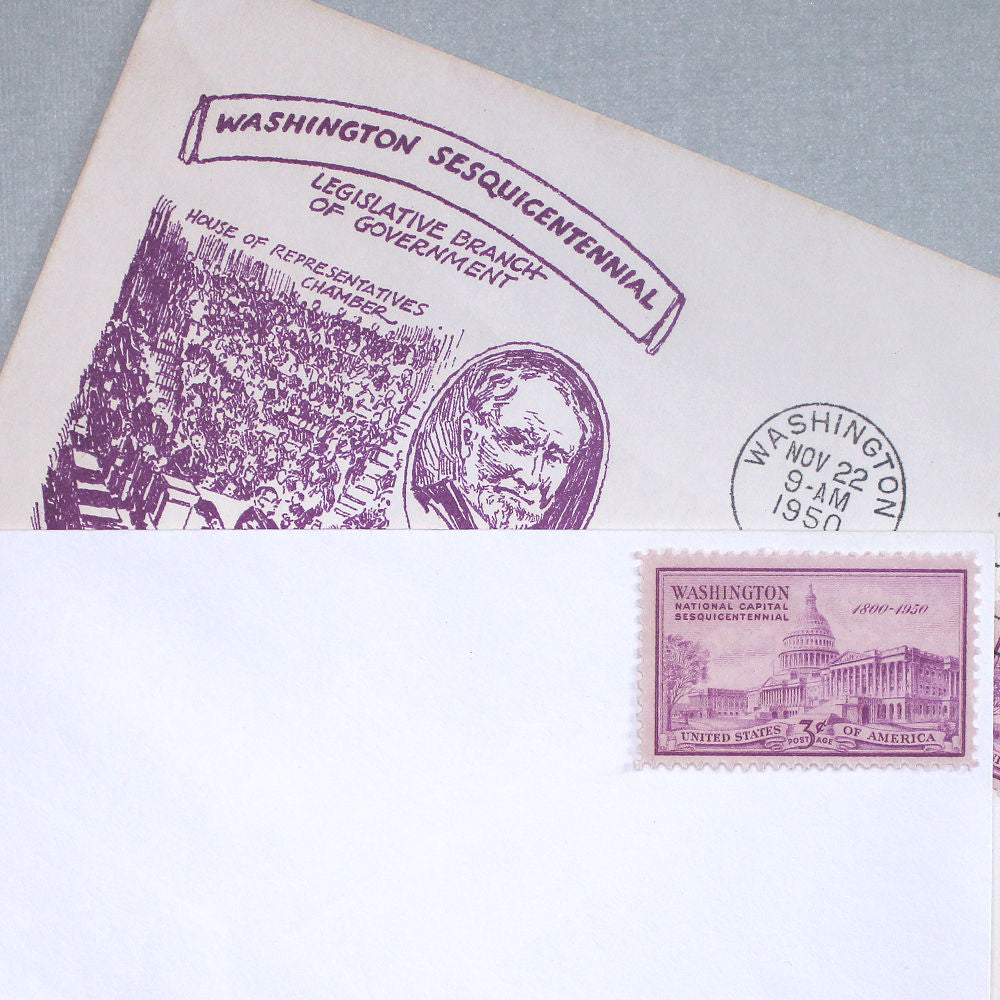 WASHINGTON SESQUICENTENNIAL
LEGISLATIVE BRANCH
OF GOVERNMENT
HOUSE OF REPRESENTATIVES
CHAMBER
WASHINGTON
NOV 22
9-AM
1950
WASHINGTON
NATIONAL CAPITAL
SESQUICENTENNIAL
1800-1950
UNITED STATES
3¢
POSTAGE
OF AMERICA